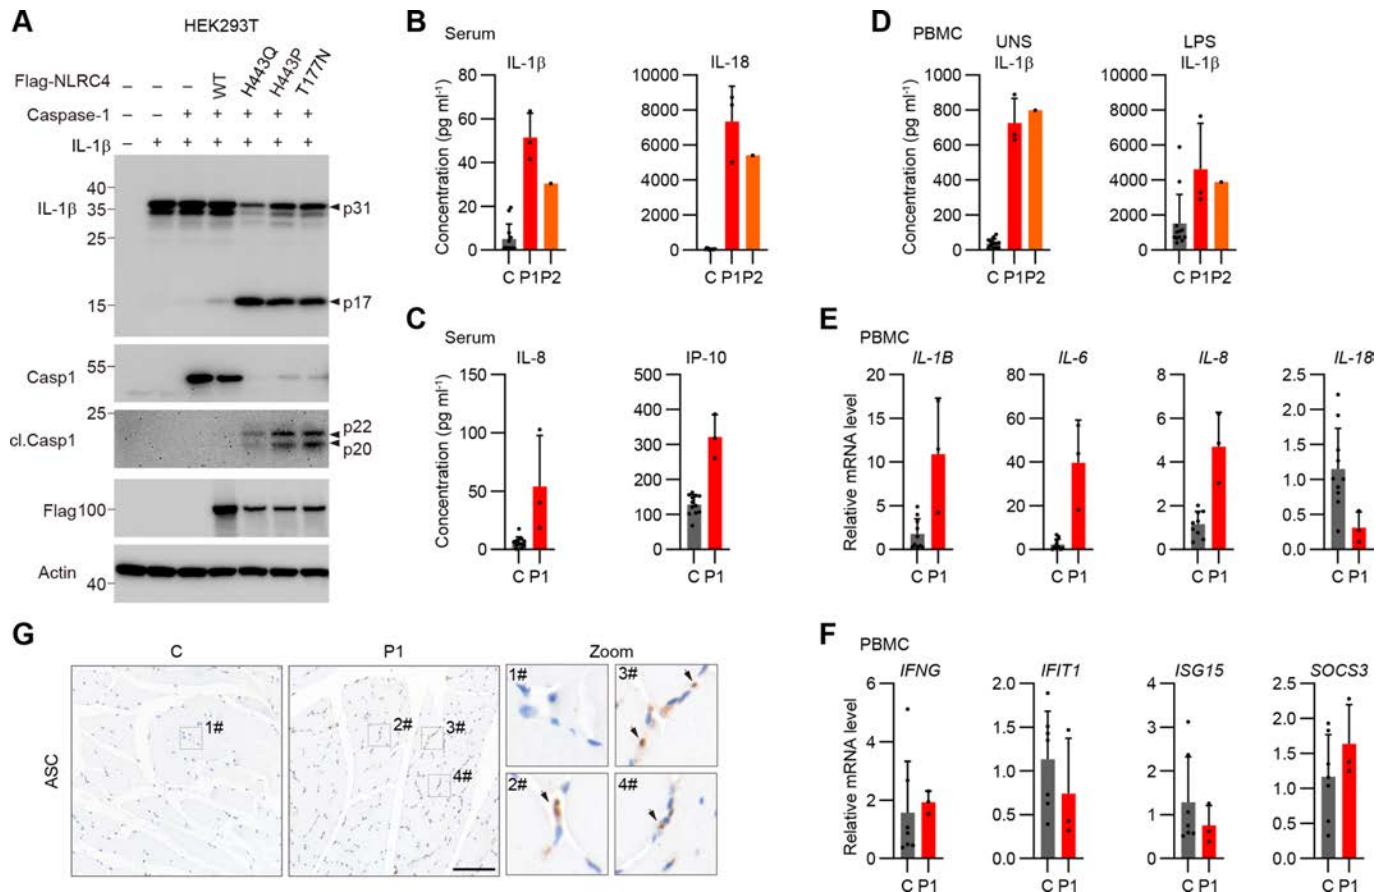 A
HEK293T
Flag-NLRC4 – – – WT H443Q H443P T177N
Caspase-1 – – + + + + +
IL-1β – + + + + + +
40
IL-1β 35 p31
25
15 p17
55
Casp1
25
cl.Casp1 p22
p20
Flag 100
Actin
40
B
Serum
IL-1β
Concentration (pg ml-1)
60
40
20
0
C P1P2
IL-18
10000
8000
6000
4000
2000
0
C P1P2
C
Serum
IL-8
Concentration (pg ml-1)
150
100
50
0
C P1
IP-10
500
400
300
200
100
0
C P1
D
PBMC
UNS
IL-1β
Concentration (pg ml-1)
1000
800
600
400
200
0
C P1P2
LPS
IL-1β
10000
8000
6000
4000
2000
0
C P1P2
E
PBMC
IL-1B
Relative mRNA level
20
15
10
5
0
C P1
IL-6
80
60
40
20
0
C P1
IL-8
8
6
4
2
0
C P1
IL-18
2.5
2.0
1.5
1.0
0.5
0.0
C P1
F
PBMC
IFNG
Relative mRNA level
6
4
2
0
C P1
IFIT1
2.0
1.5
1.0
0.5
0.0
C P1
ISG15
4
3
2
1
0
C P1
SOCS3
2.5
2.0
1.5
1.0
0.5
0.0
C P1
G
C P1 Zoom
ASC
1#
2# 3#
4#
1# 3#
2# 4#